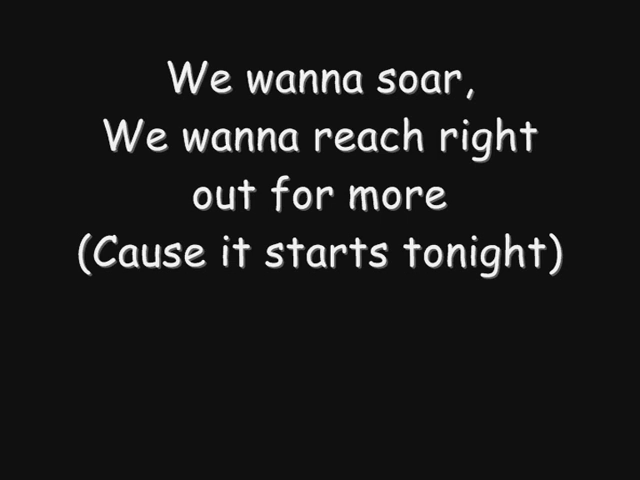 We wanna soar,
We wanna reach right
out for more
(Cause it starts tonight)